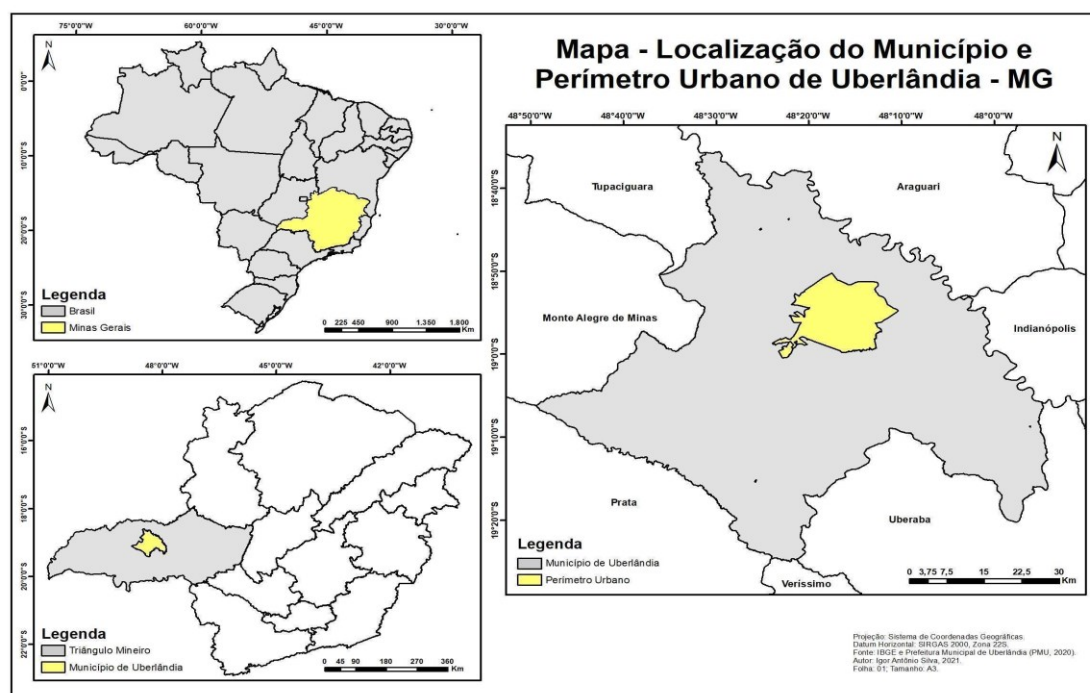 Mapa - Localização do Município e
Perímetro Urbano de Uberlândia - MG
75°0'0"W 60°0'0"W 45°0'0"W 30°0'0"W
N
0°0'0"
10°0'0"S
20°0'0"S
30°0'0"S
Legenda
Brasil
Minas Gerais
0 225 450 900 1.350 1.800
Km
51°0'0"W 48°0'0"W 45°0'0"W 42°0'0"W
N
16°0'0"S
18°0'0"S
20°0'0"S
22°0'0"S
Legenda
Triângulo Mineiro
Município de Uberlândia
0 45 90 180 270 360
Km
48°50'0"W 48°40'0"W 48°30'0"W 48°20'0"W 48°10'0"W 48°0'0"W
N
18°40'0"S
18°50'0"S
19°0'0"S
19°10'0"S
19°20'0"S
Tupaciguara
Araguari
Monte Alegre de Minas
Indianópolis
Prata
Uberaba
Veríssimo
Legenda
Município de Uberlândia
Perímetro Urbano
0 3,75 7,5 15 22,5 30
Km
Projeção: Sistema de Coordenadas Geográficas.
Datum Horizontal: SIRGAS 2000, Zona 22S.
Fonte: IBGE e Prefeitura Municipal de Uberlândia (PMU, 2020).
Autor: Igor Antônio Silva, 2021.
Folha: 01; Tamanho: A3.